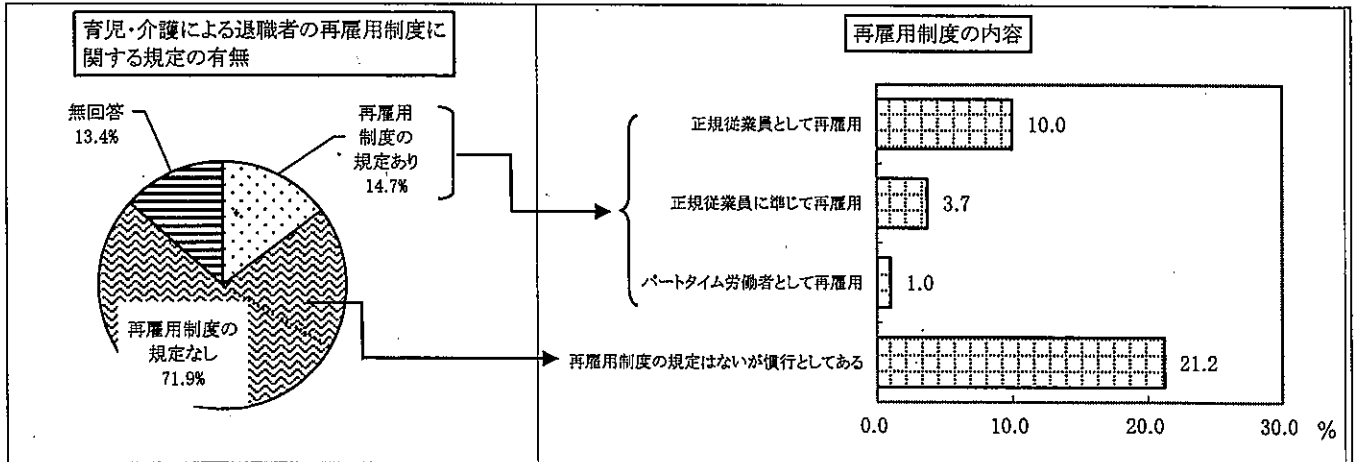 育児・介護による退職者の再雇用制度に
関する規定の有無
無回答
13.4%
再雇用
制度の
規定あり
14.7%
再雇用制度の
規定なし
71.9%
再雇用制度の内容
正規従業員として再雇用
10.0
正規従業員に準じて再雇用
3.7
パートタイム労働者として再雇用
1.0
再雇用制度の規定はないが慣行としてある
21.2
0.0
10.0
20.0
30.0
%